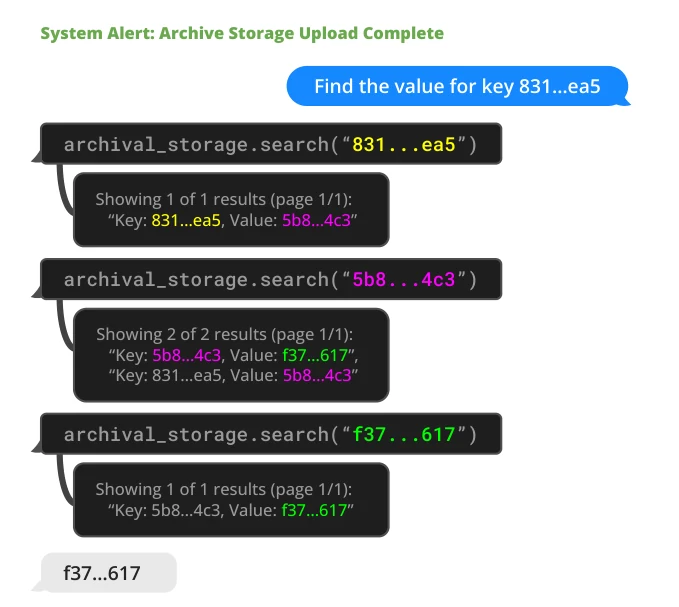 System Alert: Archive Storage Upload Complete
Find the value for key 831...ea5
archival_storage.search(“831...ea5”)
Showing 1 of 1 results (page 1/1):
“Key: 831...ea5, Value: 5b8...4c3”
archival_storage.search(“5b8...4c3”)
Showing 2 of 2 results (page 1/1):
“Key: 5b8...4c3, Value: f37...617”,
“Key: 831...ea5, Value: 5b8...4c3”
archival_storage.search(“f37...617”)
Showing 1 of 1 results (page 1/1):
“Key: 5b8...4c3, Value: f37...617”
f37...617